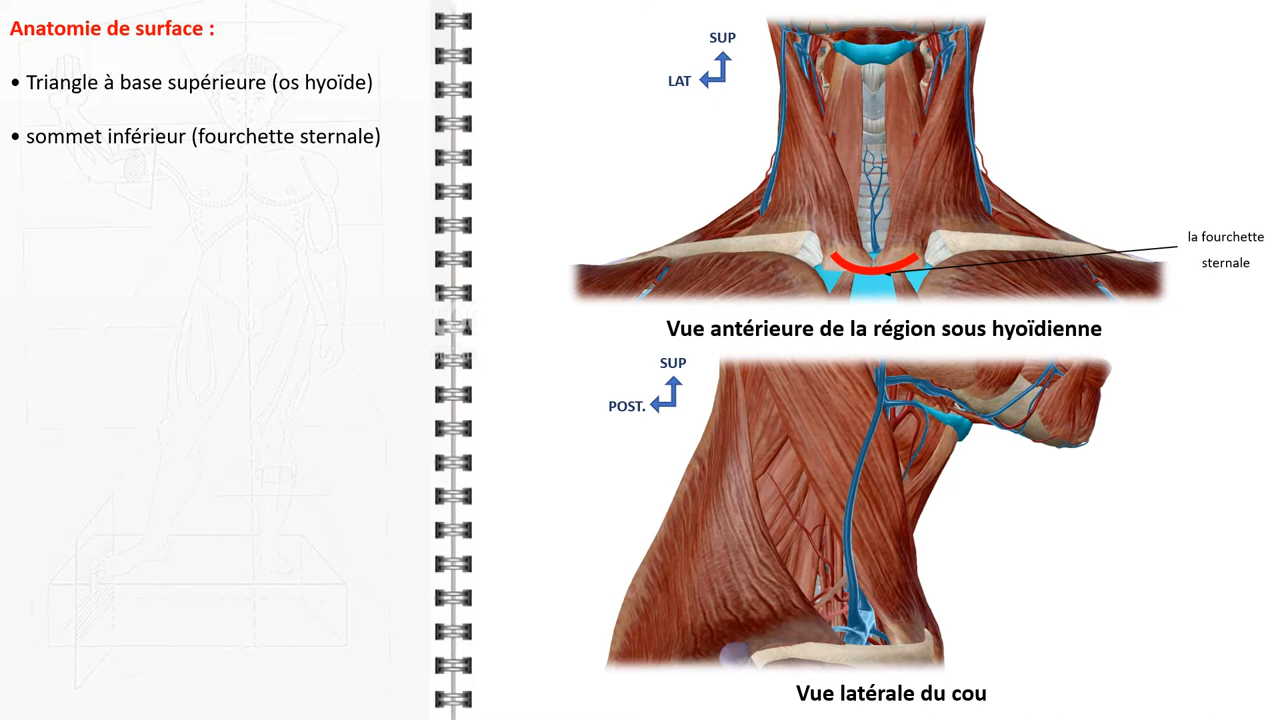 Anatomie de surface :
• Triangle à base supérieure (os hyoïde)
• sommet inférieur (fourchette sternale)
SUP
LAT
la fourchette
sternale
Vue antérieure de la région sous hyoïdienne
SUP
POST.
Vue latérale du cou